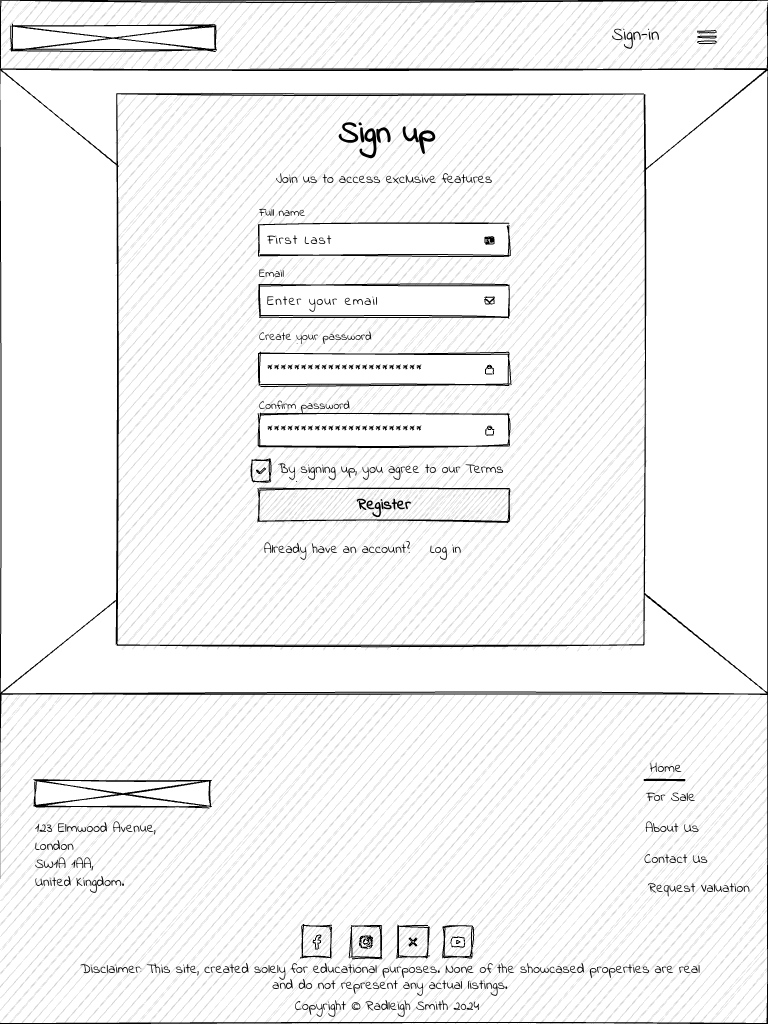 Sign-in
Sign up
Join us to access exclusive features
Full name
First Last
Email
Enter your email
Create your password
***********************
Confirm password
***********************
By signing up, you agree to our Terms
Register
Already have an account? Log in
Home
For Sale
About Us
Contact Us
Request Valuation
123 Elmwood Avenue,
London
SW1A 1AA,
United Kingdom.
Disclaimer: This site, created solely for educational purposes. None of the showcased properties are real
and do not represent any actual listings.
Copyright © Radleigh Smith 2024